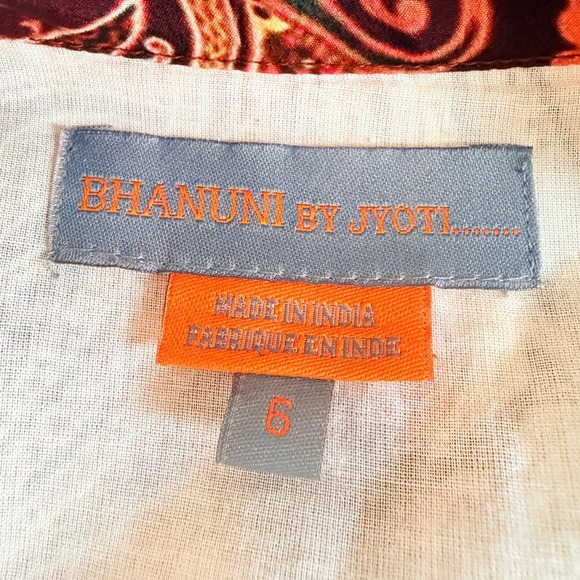 BHANUNI BY JYOTI.......
MADE IN INDIA
FABRIQUE EN INDE
6